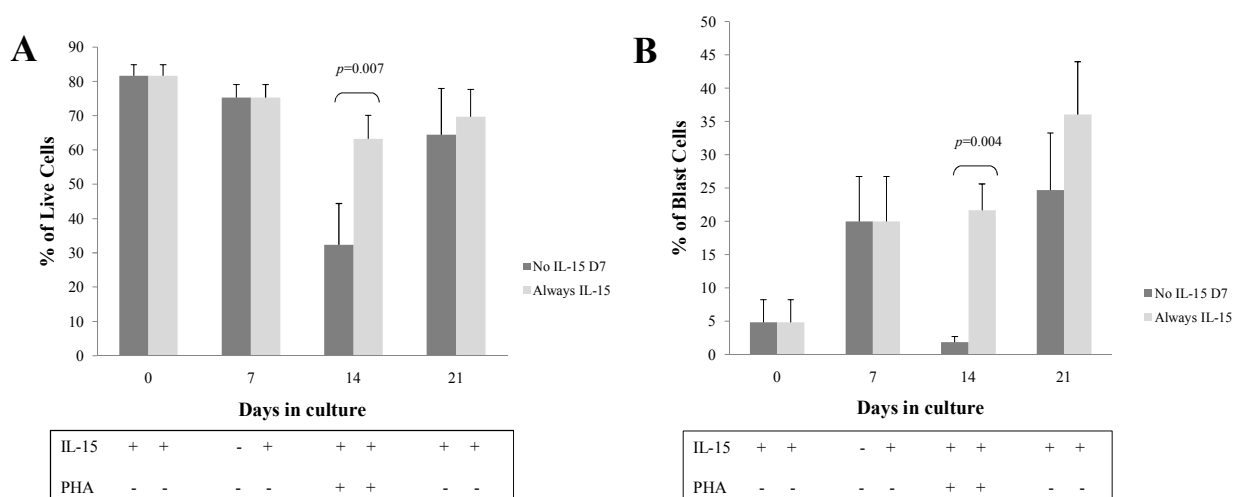 A
% of Live Cells
90
80
70
60
50
40
30
20
10
0
p=0.007
No IL-15 D7
Always IL-15
0 7 14 21
Days in culture
IL-15 + + - + + + + +
PHA - - - - + + - -
B
% of Blast Cells
50
45
40
35
30
25
20
15
10
5
0
p=0.004
No IL-15 D7
Always IL-15
0 7 14 21
Days in culture
IL-15 + + - + + + + +
PHA - - - - + + - -